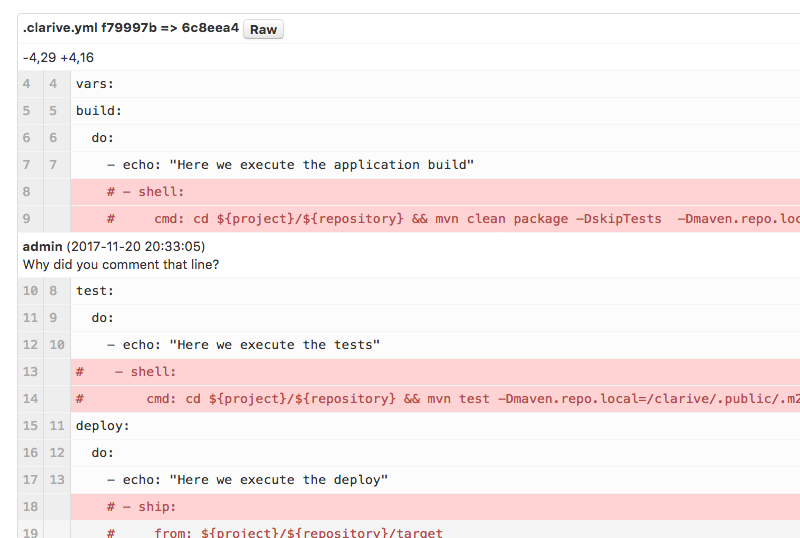 .clarive.yml f79997b => 6c8eea4 Raw
-4,29 +4,16
4 4 vars:
5 5 build:
6 6 do:
7 7 - echo: "Here we execute the application build"
8 # - shell:
9 # cmd: cd ${project}/${repository} && mvn clean package -DskipTests -Dmaven.repo.loc
admin (2017-11-20 20:33:05)
Why did you comment that line?
10 8 test:
11 9 do:
12 10 - echo: "Here we execute the tests"
13 # - shell:
14 # cmd: cd ${project}/${repository} && mvn test -Dmaven.repo.local=/clarive/.public/.m2
15 11 deploy:
16 12 do:
17 13 - echo: "Here we execute the deploy"
18 # - ship:
19 # from: ${project}/${repository}/target